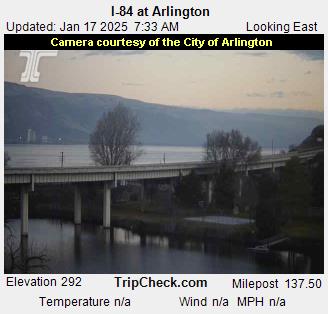 I-84 at Arlington
Updated: Jan 17 2025 7:33 AM Looking East
Camera courtesy of the City of Arlington
Elevation 292 TripCheck.com Milepost 137.50
Temperature n/a Wind n/a MPH n/a